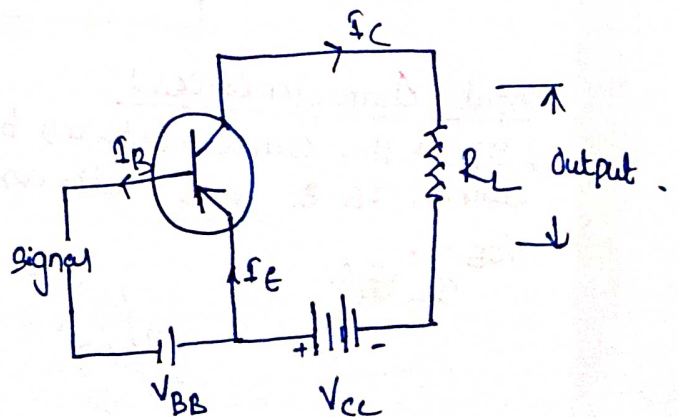 IC
IB
RL
Output.
signal
IE
+
-
VBB
VCC